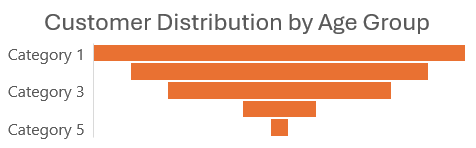 Customer Distribution by Age Group
Category 1
Category 3
Category 5